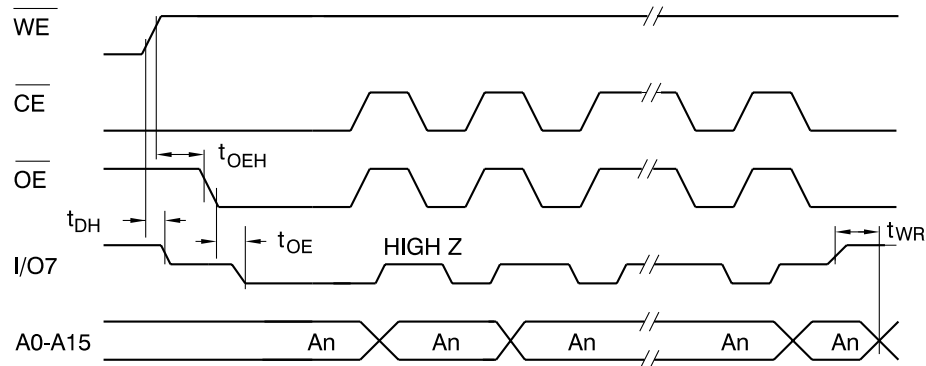 WE
CE
OE
tOEH
tDH
tOE
HIGH Z
tWR
I/O7
A0-A15
An An An An An